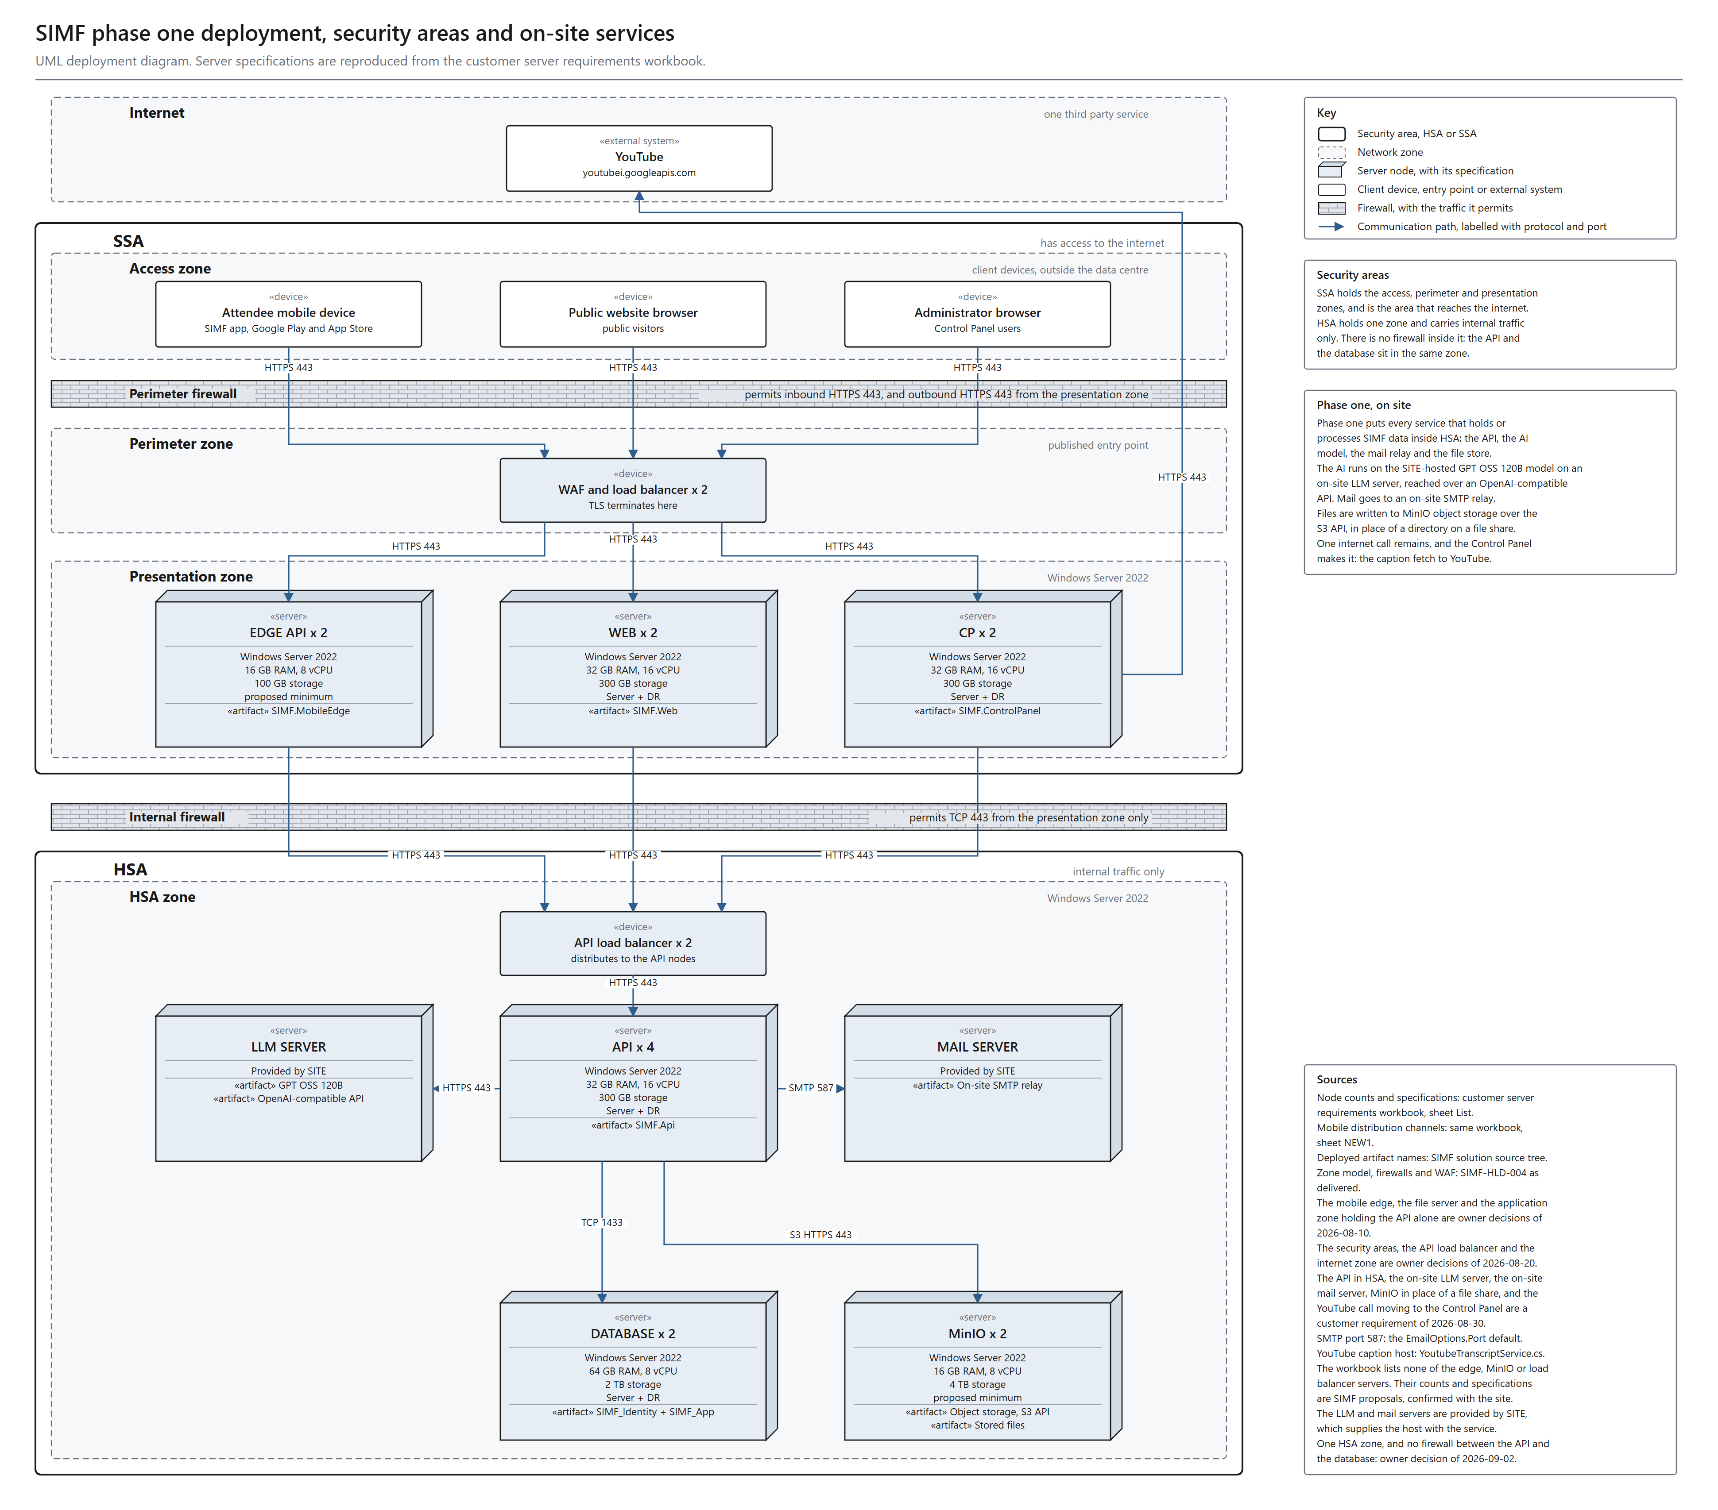 SIMF phase one deployment, security areas and on-site services
UML deployment diagram. Server specifications are reproduced from the customer server requirements workbook.
Internet
one third party service
«external system»
YouTube
youtubei.googleapis.com
SSA
has access to the internet
Access zone
client devices, outside the data centre
«device»
Attendee mobile device
SIMF app, Google Play and App Store
«device»
Public website browser
public visitors
«device»
Administrator browser
Control Panel users
HTTPS 443
HTTPS 443
HTTPS 443
Perimeter firewall
permits inbound HTTPS 443, and outbound HTTPS 443 from the presentation zone
Perimeter zone
published entry point
«device»
WAF and load balancer x 2
TLS terminates here
HTTPS 443
HTTPS 443
HTTPS 443
HTTPS 443
Presentation zone
Windows Server 2022
«server»
EDGE API x 2
Windows Server 2022
16 GB RAM, 8 vCPU
100 GB storage
proposed minimum
«artifact» SIMF.MobileEdge
«server»
WEB x 2
Windows Server 2022
32 GB RAM, 16 vCPU
300 GB storage
Server + DR
«artifact» SIMF.Web
«server»
CP x 2
Windows Server 2022
32 GB RAM, 16 vCPU
300 GB storage
Server + DR
«artifact» SIMF.ControlPanel
Internal firewall
permits TCP 443 from the presentation zone only
HTTPS 443
HTTPS 443
HTTPS 443
HSA
internal traffic only
HSA zone
Windows Server 2022
«device»
API load balancer x 2
distributes to the API nodes
HTTPS 443
«server»
LLM SERVER
Provided by SITE
«artifact» GPT OSS 120B
«artifact» OpenAI-compatible API
HTTPS 443
«server»
API x 4
Windows Server 2022
32 GB RAM, 16 vCPU
300 GB storage
Server + DR
«artifact» SIMF.Api
SMTP 587
«server»
MAIL SERVER
Provided by SITE
«artifact» On-site SMTP relay
TCP 1433
S3 HTTPS 443
«server»
DATABASE x 2
Windows Server 2022
64 GB RAM, 8 vCPU
2 TB storage
Server + DR
«artifact» SIMF_Identity + SIMF_App
«server»
MinIO x 2
Windows Server 2022
16 GB RAM, 8 vCPU
4 TB storage
proposed minimum
«artifact» Object storage, S3 API
«artifact» Stored files
Key
Security area, HSA or SSA
Network zone
Server node, with its specification
Client device, entry point or external system
Firewall, with the traffic it permits
Communication path, labelled with protocol and port
Security areas
SSA holds the access, perimeter and presentation
zones, and is the area that reaches the internet.
HSA holds one zone and carries internal traffic
only. There is no firewall inside it: the API and
the database sit in the same zone.
Phase one, on site
Phase one puts every service that holds or
processes SIMF data inside HSA: the API, the AI
model, the mail relay and the file store.
The AI runs on the SITE-hosted GPT OSS 120B model on an
on-site LLM server, reached over an OpenAI-compatible
API. Mail goes to an on-site SMTP relay.
Files are written to MinIO object storage over the
S3 API, in place of a directory on a file share.
One internet call remains, and the Control Panel
makes it: the caption fetch to YouTube.
Sources
Node counts and specifications: customer server
requirements workbook, sheet List.
Mobile distribution channels: same workbook,
sheet NEW1.
Deployed artifact names: SIMF solution source tree.
Zone model, firewalls and WAF: SIMF-HLD-004 as
delivered.
The mobile edge, the file server and the application
zone holding the API alone are owner decisions of
2026-08-10.
The security areas, the API load balancer and the
internet zone are owner decisions of 2026-08-20.
The API in HSA, the on-site LLM server, the on-site
mail server, MinIO in place of a file share, and the
YouTube call moving to the Control Panel are a
customer requirement of 2026-08-30.
SMTP port 587: the EmailOptions.Port default.
YouTube caption host: YoutubeTranscriptService.cs.
The workbook lists none of the edge, MinIO or load
balancer servers. Their counts and specifications
are SIMF proposals, confirmed with the site.
The LLM and mail servers are provided by SITE,
which supplies the host with the service.
One HSA zone, and no firewall between the API and
the database: owner decision of 2026-09-02.